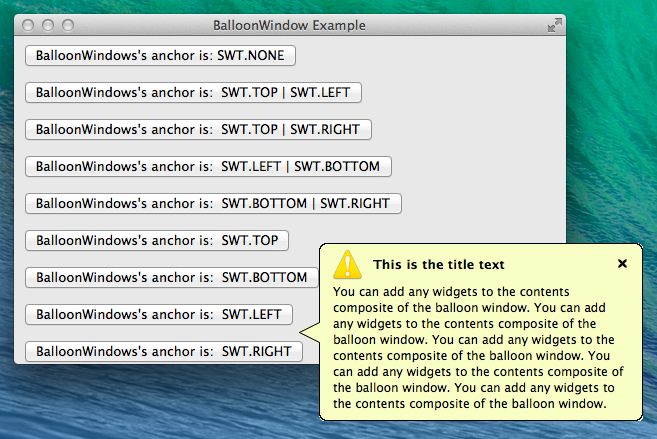 BalloonWindow Example
BalloonWindows's anchor is: SWT.NONE
BalloonWindows's anchor is:  SWT.TOP | SWT.LEFT
BalloonWindows's anchor is:  SWT.TOP | SWT.RIGHT
BalloonWindows's anchor is:  SWT.LEFT | SWT.BOTTOM
BalloonWindows's anchor is:  SWT.BOTTOM | SWT.RIGHT
BalloonWindows's anchor is:  SWT.TOP
BalloonWindows's anchor is:  SWT.BOTTOM
BalloonWindows's anchor is:  SWT.LEFT
BalloonWindows's anchor is:  SWT.RIGHT
This is the title text
You can add any widgets to the contents
composite of the balloon window. You can add
any widgets to the contents composite of the
balloon window. You can add any widgets to the
contents composite of the balloon window. You
can add any widgets to the contents composite of
the balloon window. You can add any widgets to
the contents composite of the balloon window.